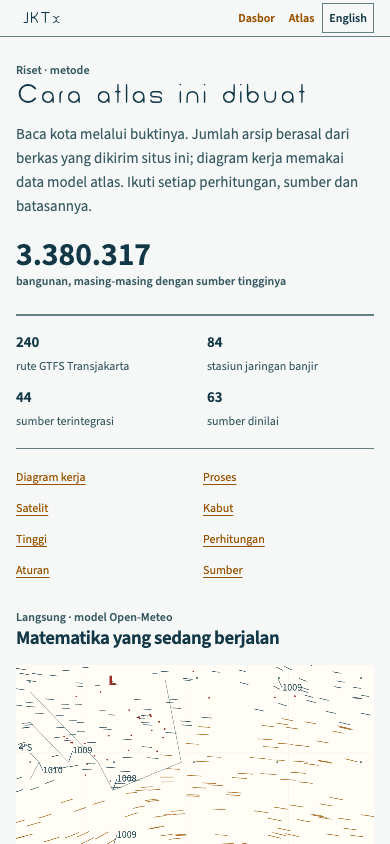 JKTx
Dasbor
Atlas
English
Riset · metode
Cara atlas ini dibuat
Baca kota melalui buktinya. Jumlah arsip berasal dari
berkas yang dikirim situs ini; diagram kerja memakai
data model atlas. Ikuti setiap perhitungan, sumber dan
batasannya.
3.380.317
bangunan, masing-masing dengan sumber tingginya
240
rute GTFS Transjakarta
84
stasiun jaringan banjir
44
sumber terintegrasi
63
sumber dinilai
Diagram kerja
Proses
Satelit
Kabut
Tinggi
Perhitungan
Aturan
Sumber
Langsung · model Open-Meteo
Matematika yang sedang berjalan
L
1009
1009
1010
1008
1009